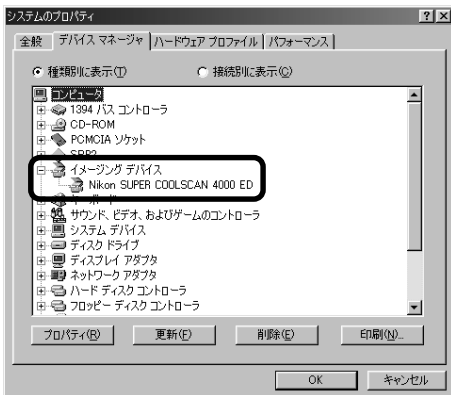 システムのプロパティ
全般 デバイス マネージャ ハードウェア プロファイル パフォーマンス
種類別に表示(T) 接続別に表示(C)
コンピュータ
1394 バス コントローラ
CD-ROM
PCMCIA ソケット
SBP2
イメージング デバイス
Nikon SUPER COOLSCAN 4000 ED
キーボード
サウンド、ビデオ、およびゲームのコントローラ
システム デバイス
ディスク ドライブ
ディスプレイ アダプタ
ネットワーク アダプタ
ハード ディスク コントローラ
フロッピー ディスク コントローラ
プロパティ(R) 更新(F) 削除(E) 印刷(N)...
OK キャンセル